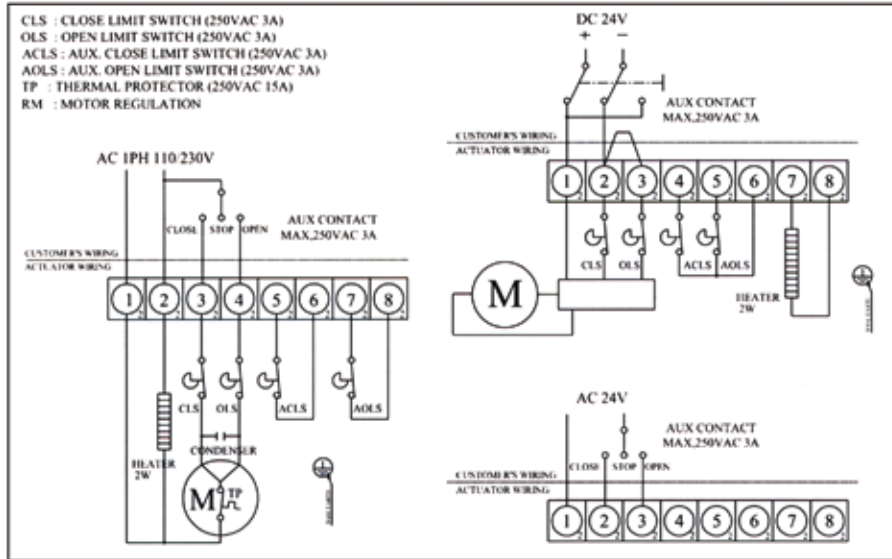 CLS : CLOSE LIMIT SWITCH (250VAC 3A)
OLS : OPEN LIMIT SWITCH (250VAC 3A)
ACLS : AUX. CLOSE LIMIT SWITCH (250VAC 3A)
AOLS : AUX. OPEN LIMIT SWITCH (250VAC 3A)
TP : THERMAL PROTECTOR (250VAC 15A)
RM : MOTOR REGULATION
AC 1PH 110/230V
CLOSE STOP OPEN
AUX CONTACT
MAX,250VAC 3A
CUSTOMER'S WIRING
ACTUATOR WIRING
1 2 3 4 5 6 7 8
CLS OLS ACLS AOLS
CONDENSER
HEATER
2W
M TP
DC 24V
+ −
AUX CONTACT
MAX,250VAC 3A
CUSTOMER'S WIRING
ACTUATOR WIRING
1 2 3 4 5 6 7 8
CLS OLS ACLS AOLS
M
HEATER
2W
AC 24V
AUX CONTACT
MAX,250VAC 3A
CLOSE STOP OPEN
CUSTOMER'S WIRING
ACTUATOR WIRING
1 2 3 4 5 6 7 8